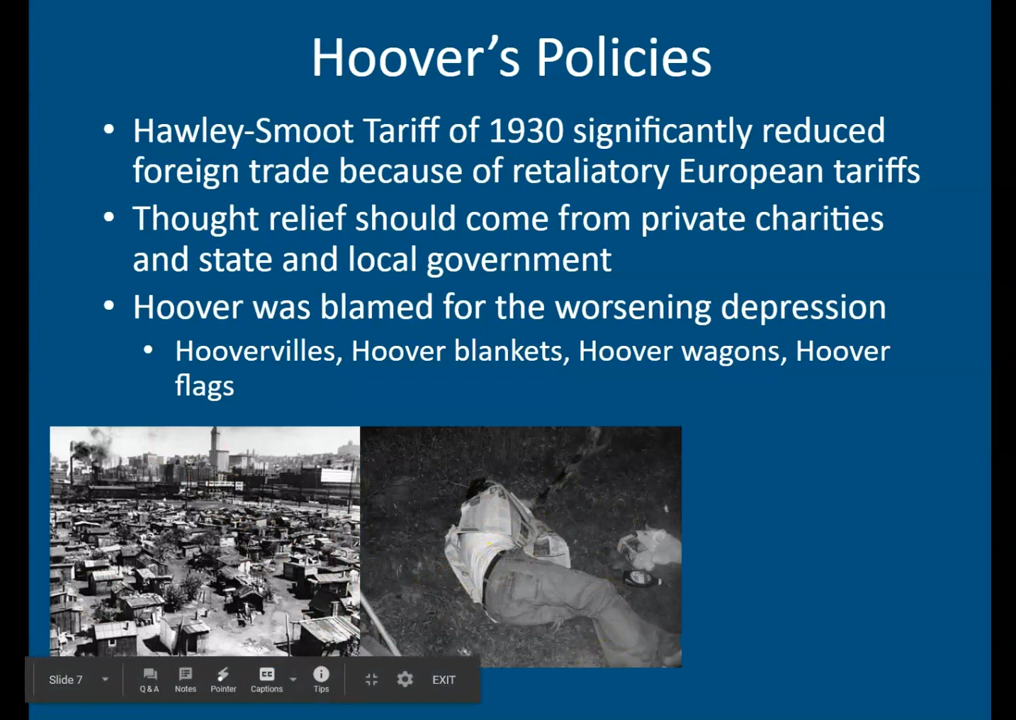 Hoover's Policies
• Hawley-Smoot Tariff of 1930 significantly reduced
foreign trade because of retaliatory European tariffs
• Thought relief should come from private charities
and state and local government
• Hoover was blamed for the worsening depression
• Hoovervilles, Hoover blankets, Hoover wagons, Hoover
flags
Slide 7
Q & A
Notes
Pointer
Captions
Tips
EXIT